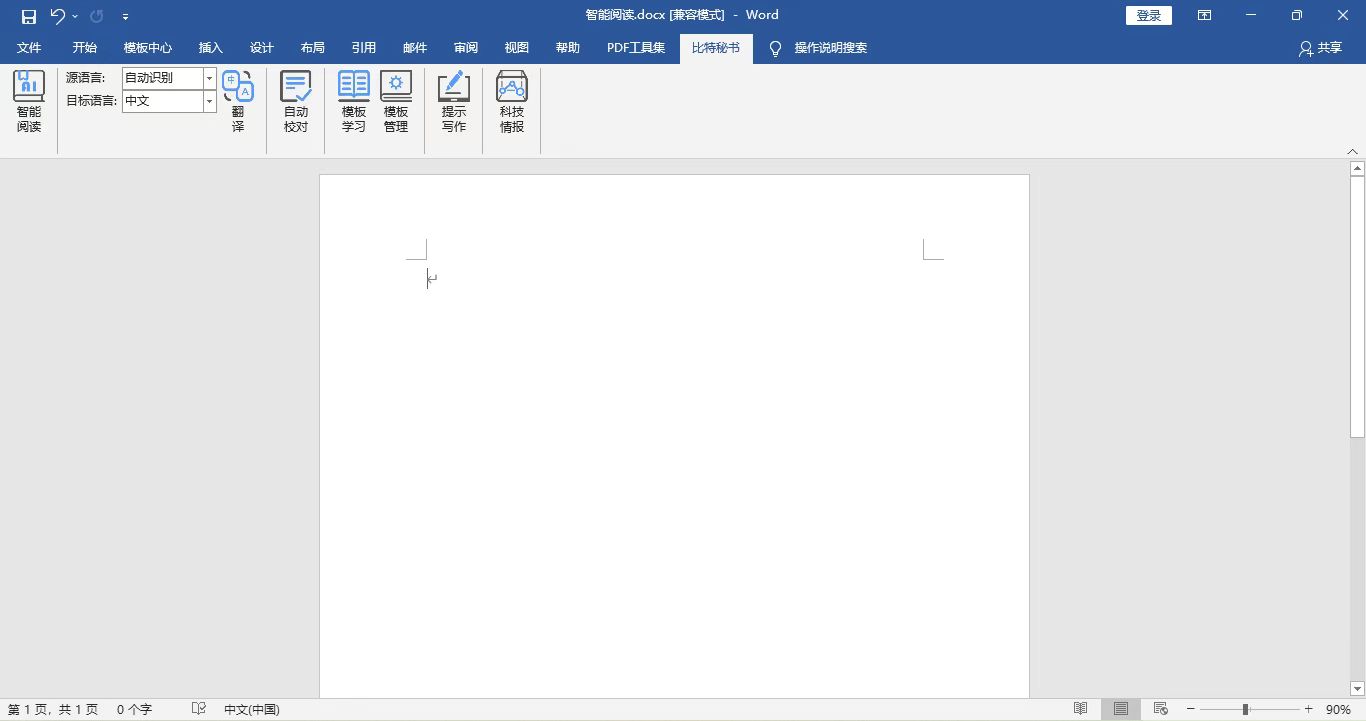 智能阅读.docx [兼容模式] - Word
登录
文件 开始 模板中心 插入 设计 布局 引用 邮件 审阅 视图 帮助 PDF工具集 比特秘书 操作说明搜索 共享
智能
阅读
源语言: 自动识别
目标语言: 中文
翻
译
自动
校对
模板
学习
模板
管理
提示
写作
科技
情报
第 1 页，共 1 页 0 个字 中文(中国) 90%